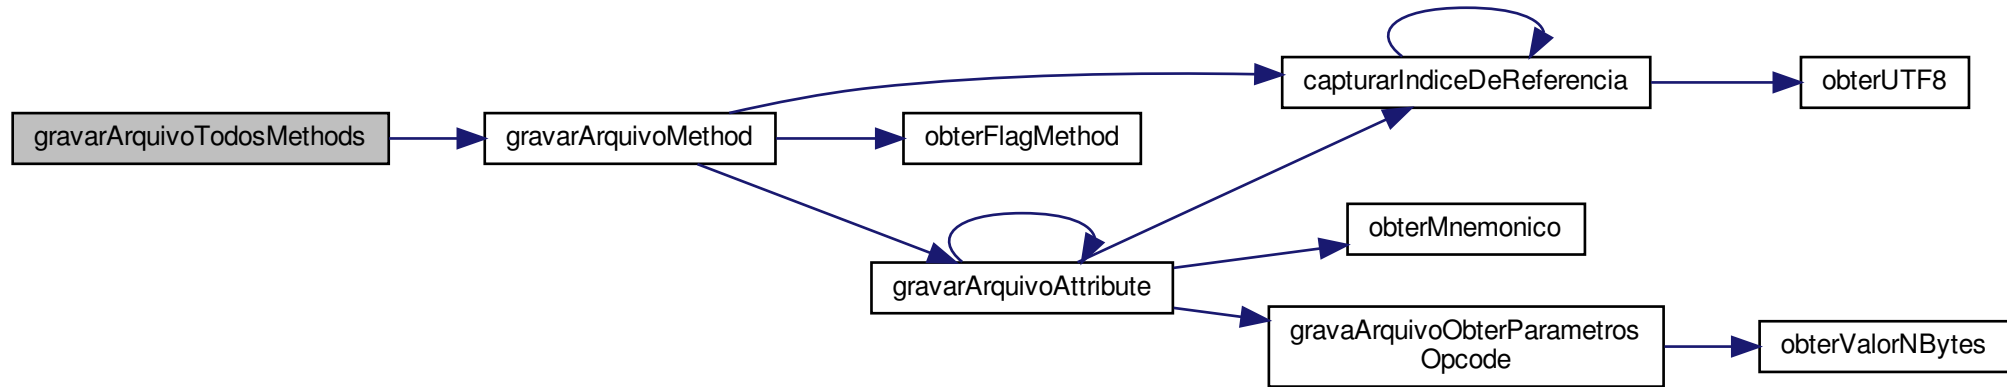 gravarArquivoTodosMethods
gravarArquivoMethod
capturarIndiceDeReferencia
obterUTF8
obterFlagMethod
gravarArquivoAttribute
obterMnemonico
gravaArquivoObterParametros
Opcode
obterValorNBytes